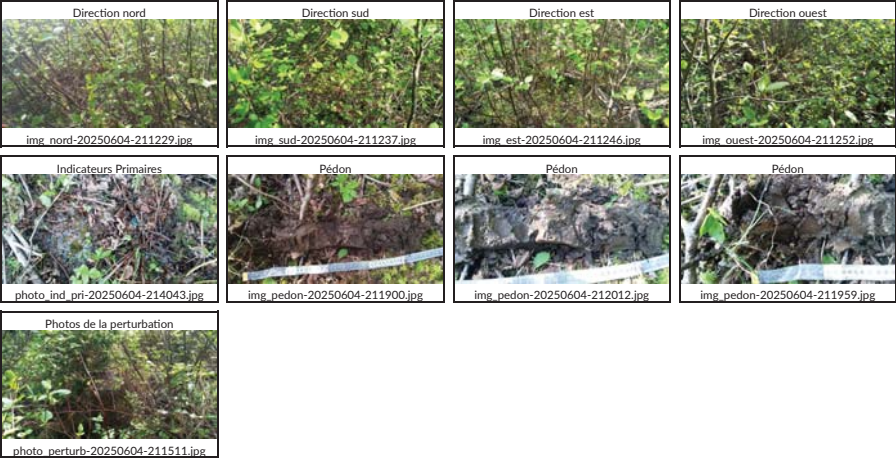 Direction nord
Direction sud
Direction est
Direction ouest
img_nord-20250604-211229.jpg
img_sud-20250604-211237.jpg
img_est-20250604-211246.jpg
img_ouest-20250604-211252.jpg
Indicateurs Primaires
Pédon
Pédon
Pédon
photo_ind_pri-20250604-214043.jpg
img_pedon-20250604-211900.jpg
img_pedon-20250604-212012.jpg
img_pedon-20250604-211959.jpg
Photos de la perturbation
photo_perturb-20250604-211511.jpg